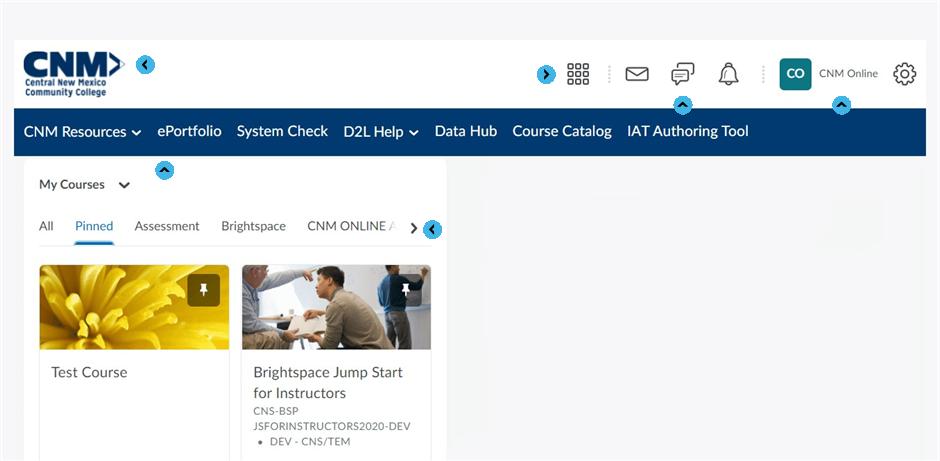 CNM
Central New Mexico
Community College
CO
CNM Online
CNM Resources ePortfolio System Check D2L Help Data Hub Course Catalog IAT Authoring Tool
My Courses
All Pinned Assessment Brightspace CNM ONLINE A
Test Course
Brightspace Jump Start
for Instructors
CNS-BSP
JSFORINSTRUCTORS2020-DEV
• DEV - CNS/TEM